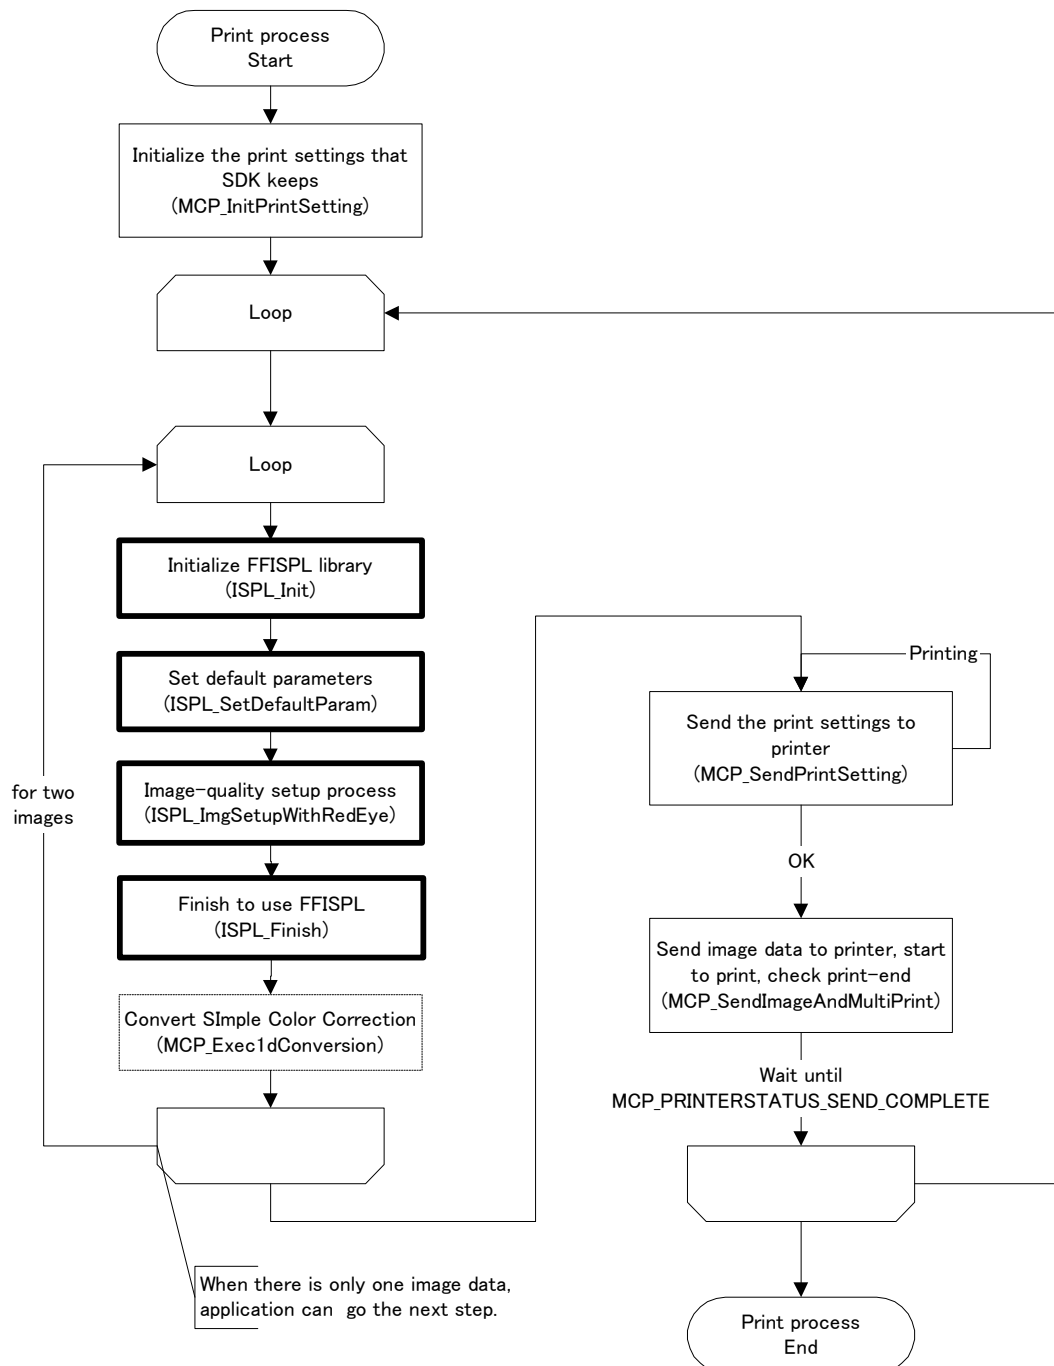 Print process
Start
Initialize the print settings that
SDK keeps
(MCP_InitPrintSetting)
Loop
Loop
Initialize FFISPL library
(ISPL_Init)
Set default parameters
(ISPL_SetDefaultParam)
Image-quality setup process
(ISPL_ImgSetupWithRedEye)
for two
images
Finish to use FFISPL
(ISPL_Finish)
Convert SImple Color Correction
(MCP_Exec1dConversion)
When there is only one image data,
application can  go the next step.
Printing
Send the print settings to
printer
(MCP_SendPrintSetting)
OK
Send image data to printer, start
to print, check print-end
(MCP_SendImageAndMultiPrint)
Wait until
MCP_PRINTERSTATUS_SEND_COMPLETE
Print process
End